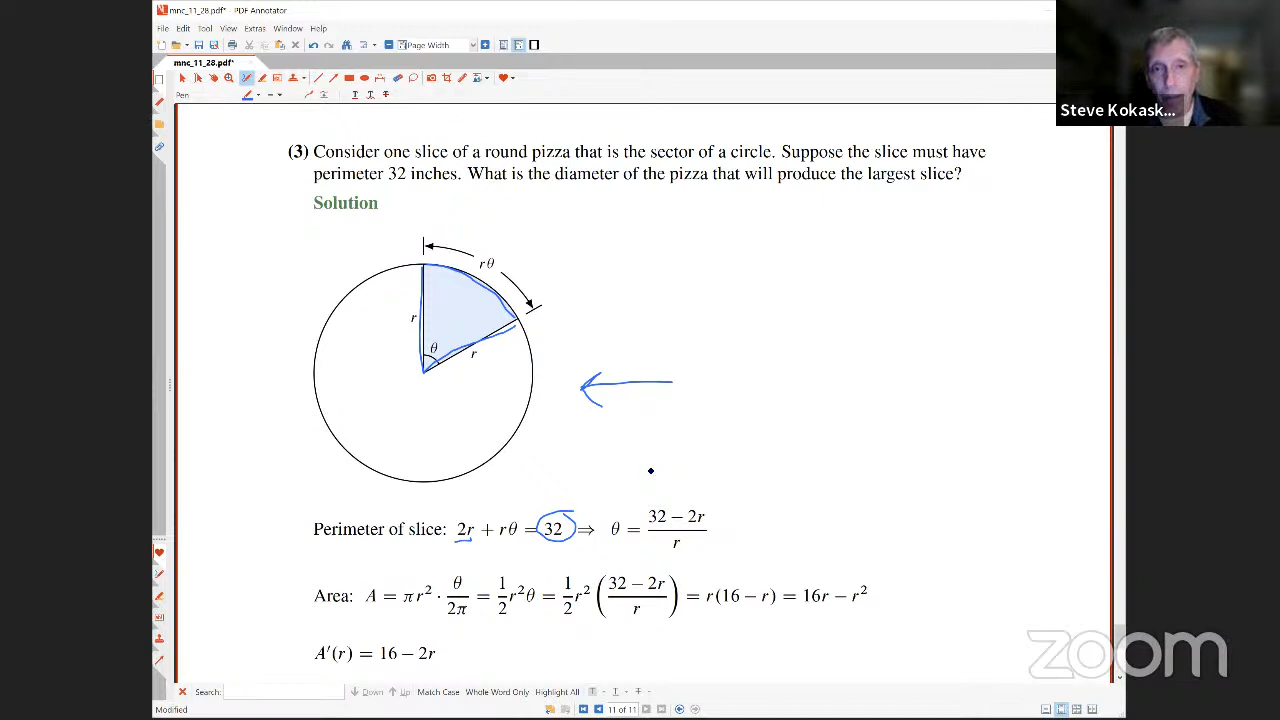 mnc_11_28.pdf* - PDF Annotator
File Edit Tool View Extras Window Help
Page Width
mnc_11_28.pdf*
Pen
Steve Kokask...
(3) Consider one slice of a round pizza that is the sector of a circle. Suppose the slice must have
perimeter 32 inches. What is the diameter of the pizza that will produce the largest slice?
Solution
rθ
r
θ
r
Perimeter of slice: 2r + rθ = 32 ⇒ θ = (32 − 2r)/r
Area: A = πr² · θ/2π = 1/2 r²θ = 1/2 r² ((32 − 2r)/r) = r(16 − r) = 16r − r²
A′(r) = 16 − 2r
zoom
Search: Down Up Match Case Whole Word Only Highlight All
Modified
11 of 11